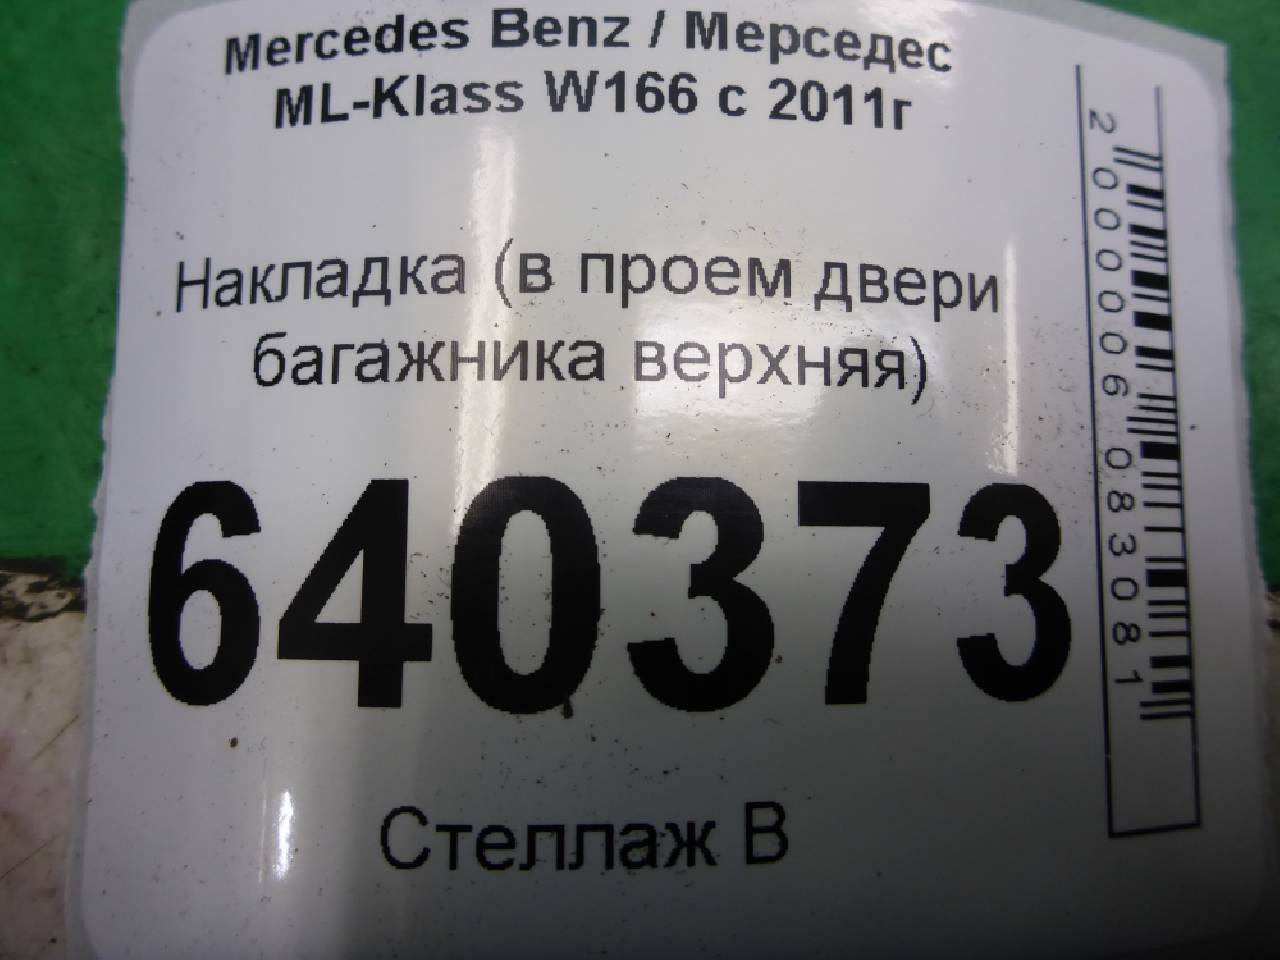 Mercedes Benz / Мерседес
ML-Klass W166 с 2011г
Накладка (в проем двери
багажника верхняя)
640373
Стеллаж В
2000006083081